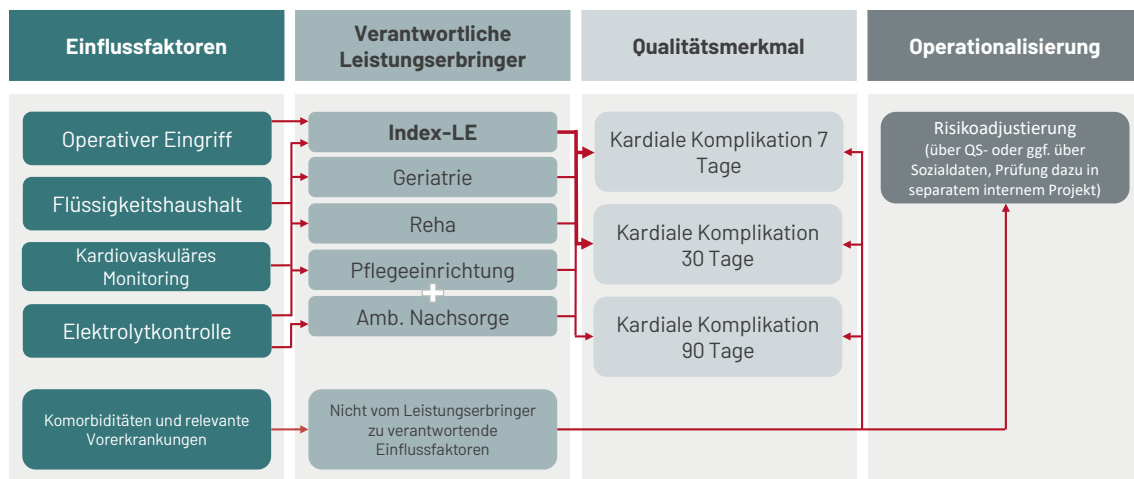 Einflussfaktoren
Verantwortliche
Leistungserbringer
Qualitätsmerkmal
Operationalisierung
Operativer Eingriff
Flüssigkeitshaushalt
Kardiovaskuläres
Monitoring
Elektrolytkontrolle
Komorbiditäten und relevante
Vorerkrankungen
Index-LE
Geriatrie
Reha
Pflegeeinrichtung
Amb. Nachsorge
Nicht vom Leistungserbringer
zu verantwortende
Einflussfaktoren
Kardiale Komplikation 7
Tage
Kardiale Komplikation
30 Tage
Kardiale Komplikation
90 Tage
Risikoadjustierung
(über QS- oder ggf. über
Sozialdaten, Prüfung dazu in
separatem internem Projekt)